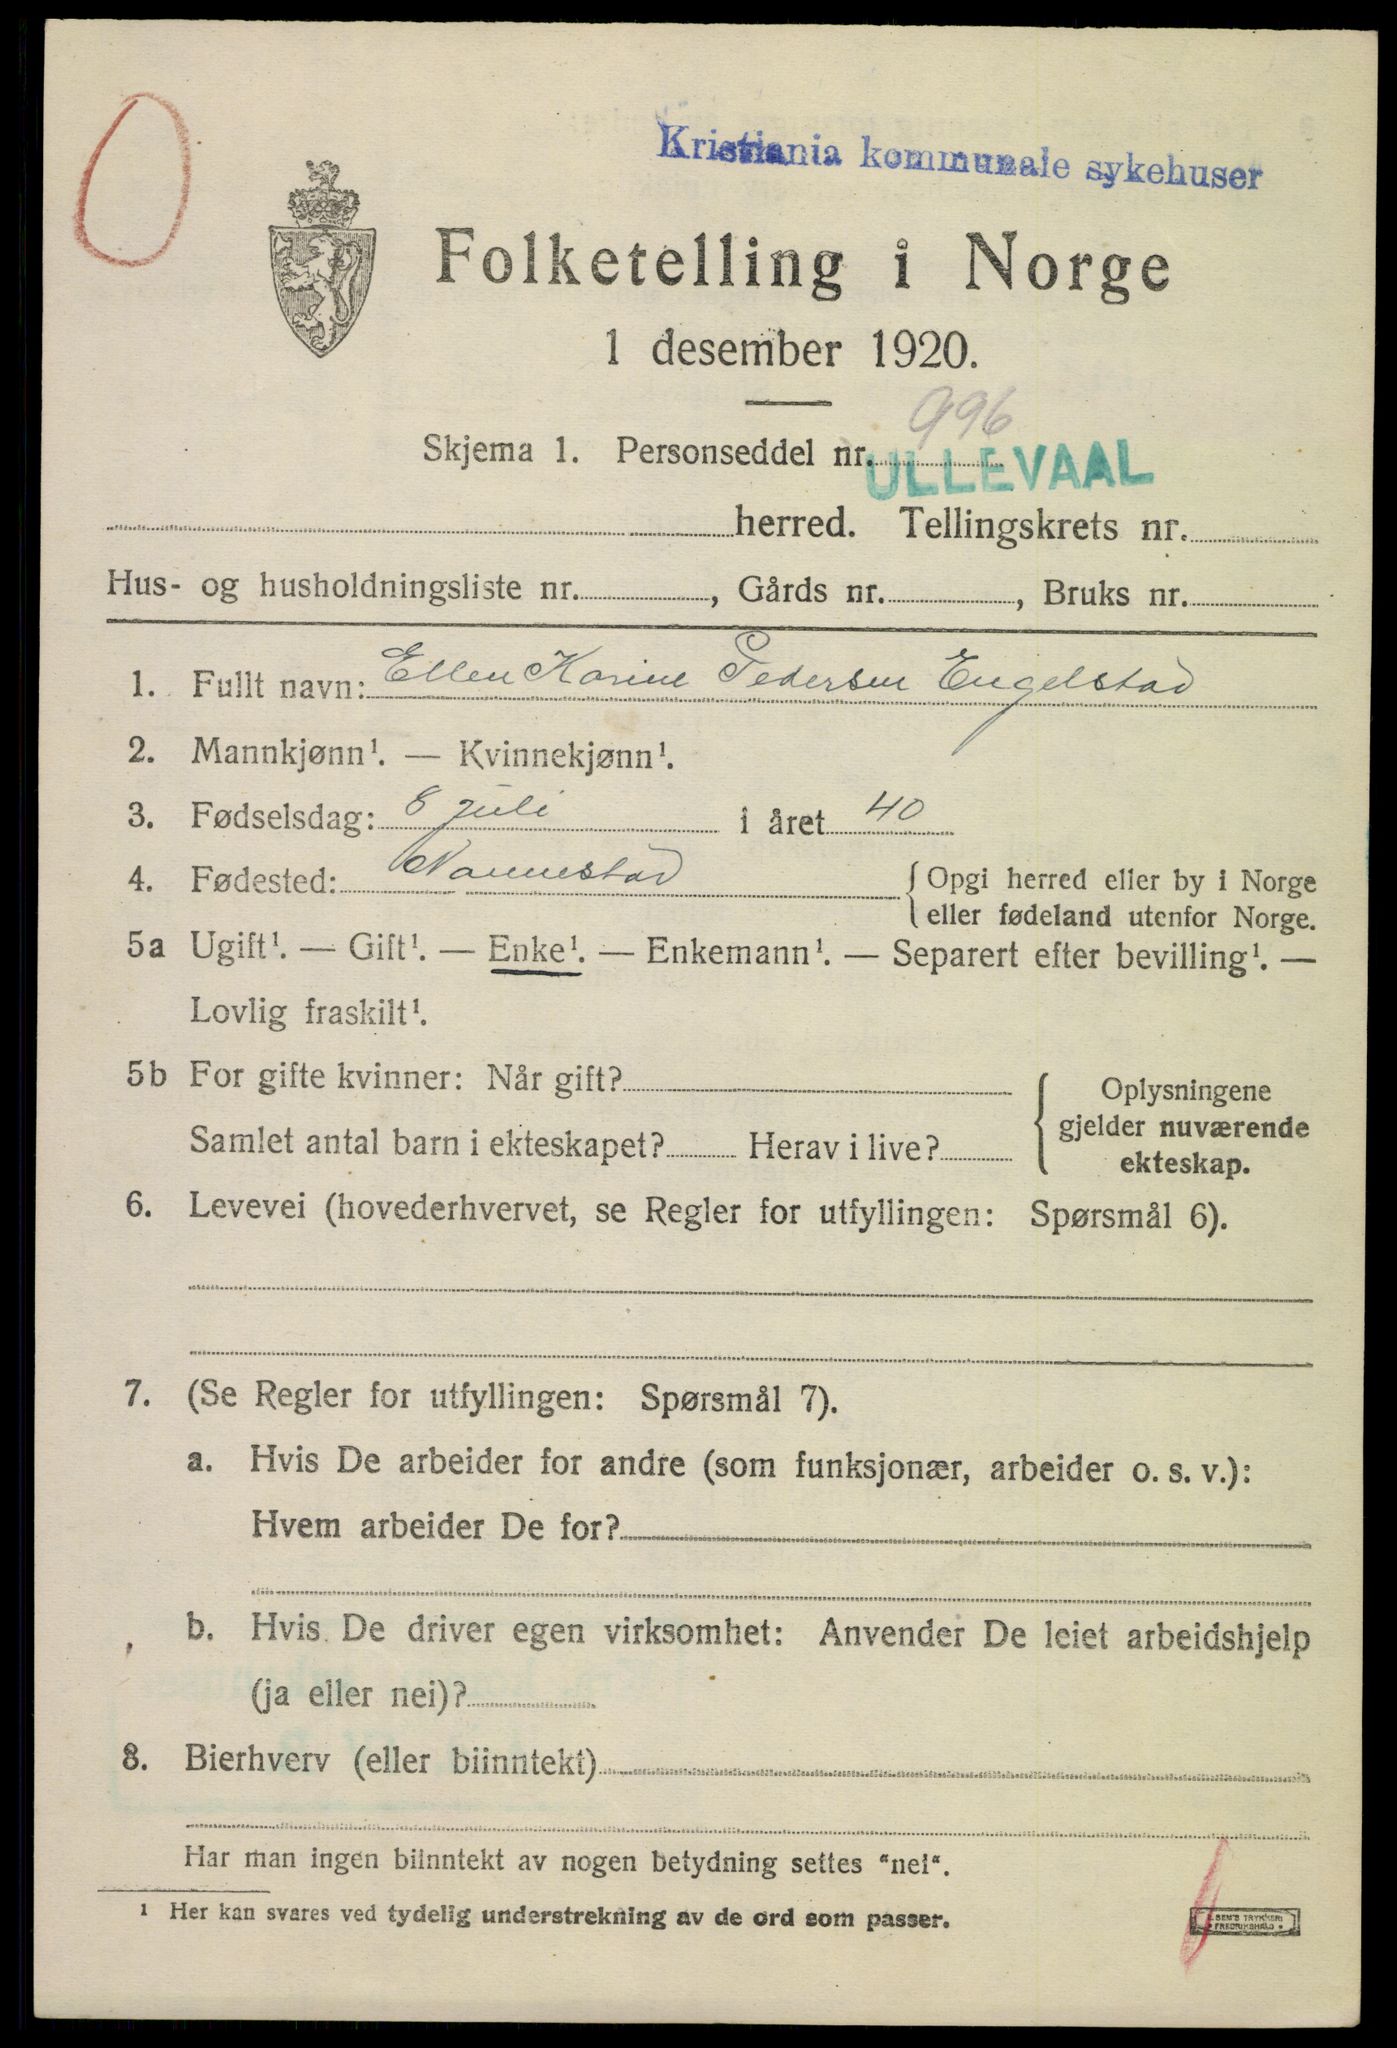 Kristiania kommunale sykehuser
Folketelling i Norge
1 desember 1920.
Skjema 1. Personseddel nr. 996
ULLEVAAL
herred. Tellingskrets nr.
Hus- og husholdningsliste nr. , Gårds nr. , Bruks nr.
1. Fullt navn: Ellen Karine Pedersen Engelstad
2. Mannkjønn¹. — Kvinnekjønn¹.
3. Fødselsdag: 8 juli i året 40
4. Fødested: Nannestad { Opgi herred eller by i Norge
eller fødeland utenfor Norge.
5a Ugift¹. — Gift¹. — Enke¹. — Enkemann¹. — Separert efter bevilling¹. —
Lovlig fraskilt¹.
5b For gifte kvinner: Når gift?
Samlet antal barn i ekteskapet? Herav i live?
Oplysningene
gjelder nuværende
ekteskap.
6. Levevei (hovederhvervet, se Regler for utfyllingen: Spørsmål 6).
7. (Se Regler for utfyllingen: Spørsmål 7).
a. Hvis De arbeider for andre (som funksjonær, arbeider o. s. v.):
Hvem arbeider De for?
b. Hvis De driver egen virksomhet: Anvender De leiet arbeidshjelp
(ja eller nei)?
8. Bierhverv (eller biinntekt)
Har man ingen biinntekt av nogen betydning settes "nei".
¹ Her kan svares ved tydelig understrekning av de ord som passer.
TRYKKERI
FREDRIKSHALD